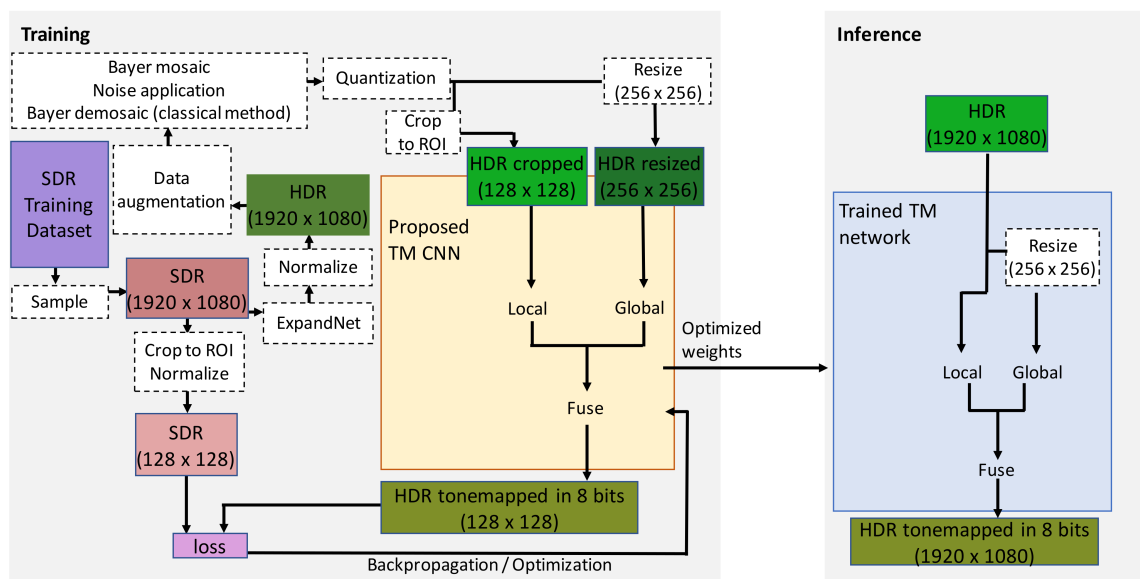 Training
Bayer mosaic
Noise application
Bayer demosaic (classical method)
Quantization
Resize
(256 x 256)
Crop
to ROI
SDR
Training
Dataset
Data
augmentation
HDR
(1920 x 1080)
HDR cropped
(128 x 128)
HDR resized
(256 x 256)
Proposed
TM CNN
Normalize
Sample
SDR
(1920 x 1080)
ExpandNet
Local
Global
Crop to ROI
Normalize
Fuse
SDR
(128 x 128)
HDR tonemapped in 8 bits
(128 x 128)
loss
Backpropagation / Optimization
Optimized
weights
Inference
HDR
(1920 x 1080)
Trained TM
network
Resize
(256 x 256)
Local
Global
Fuse
HDR tonemapped in 8 bits
(1920 x 1080)